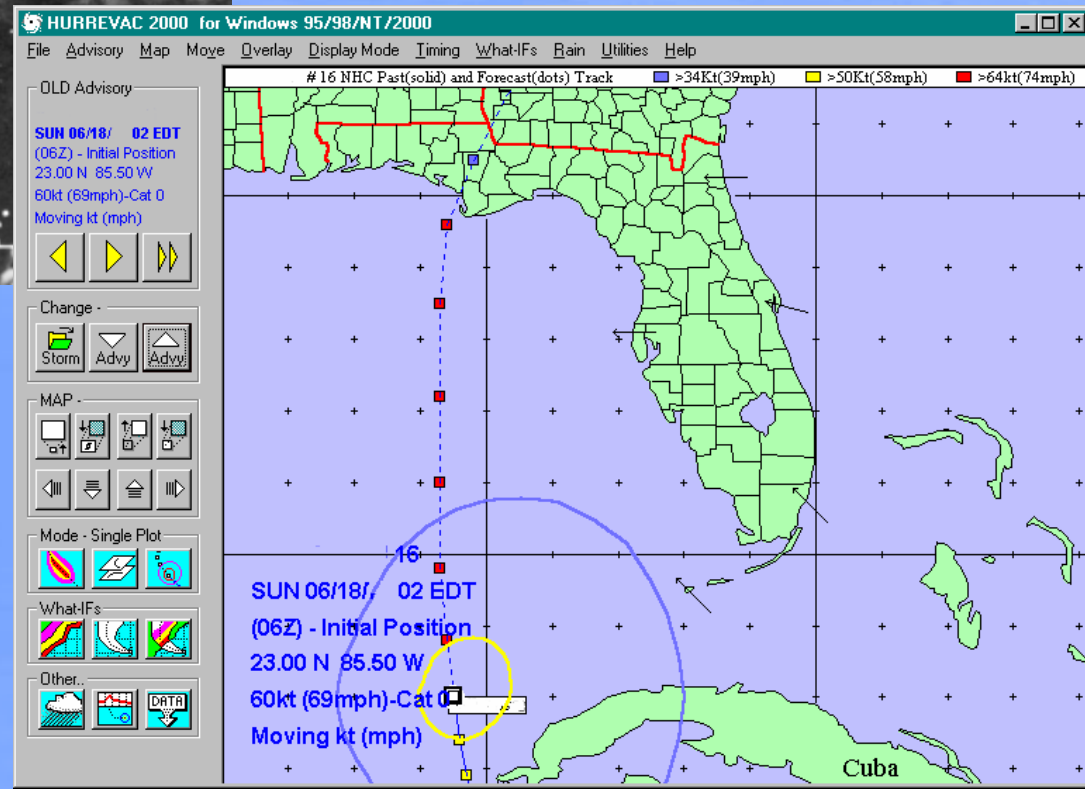 HURREVAC 2000 for Windows 95/98/NT/2000
File Advisory Map Move Overlay Display Mode Timing What-IFs Rain Utilities Help
OLD Advisory
SUN 06/18/ 02 EDT
(06Z) - Initial Position
23.00 N 85.50 W
60kt (69mph)-Cat 0
Moving kt (mph)
Change -
Storm Advy Advy
MAP -
Mode - Single Plot
What-IFs
Other..
DATA
# 16 NHC Past(solid) and Forecast(dots) Track >34Kt(39mph) >50Kt(58mph) >64kt(74mph)
16
SUN 06/18/ 02 EDT
(06Z) - Initial Position
23.00 N 85.50 W
60kt (69mph)-Cat 0
Moving kt (mph)
Cuba